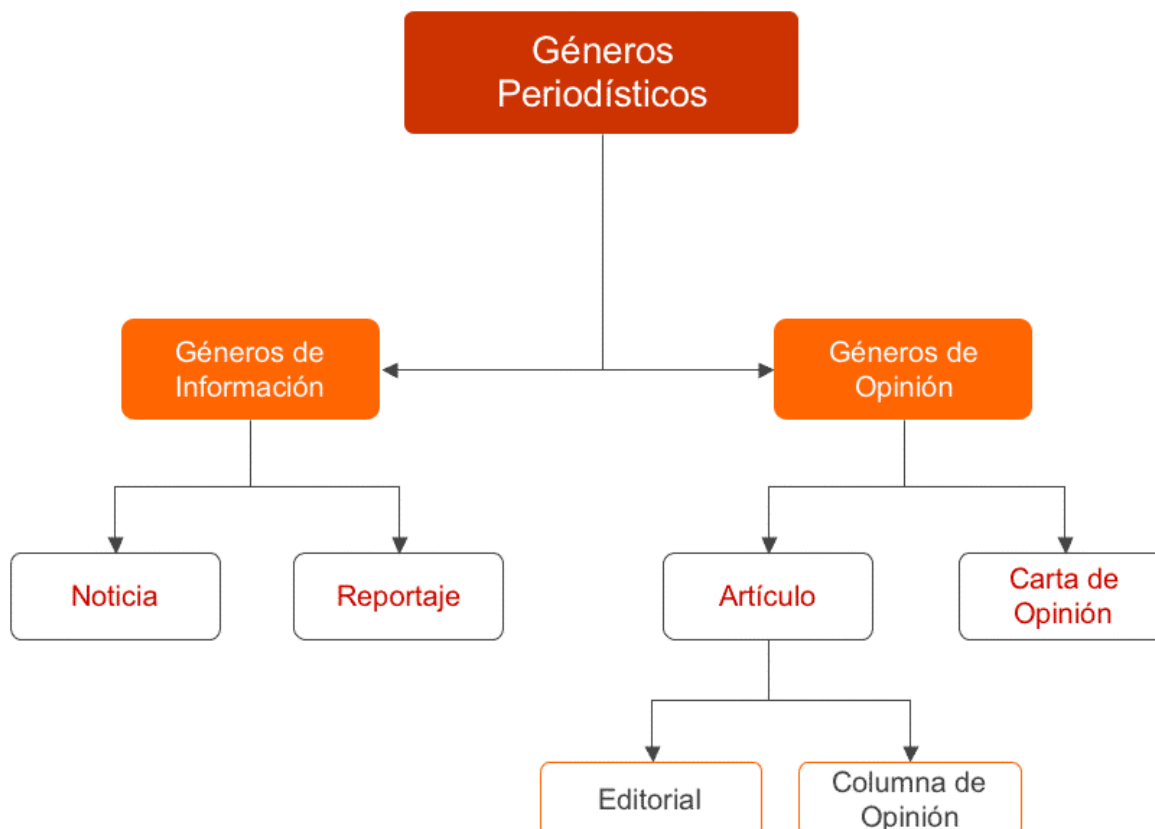 Géneros
Periodísticos
Géneros de
Información
Géneros de
Opinión
Noticia
Reportaje
Artículo
Carta de
Opinión
Editorial
Columna de
Opinión